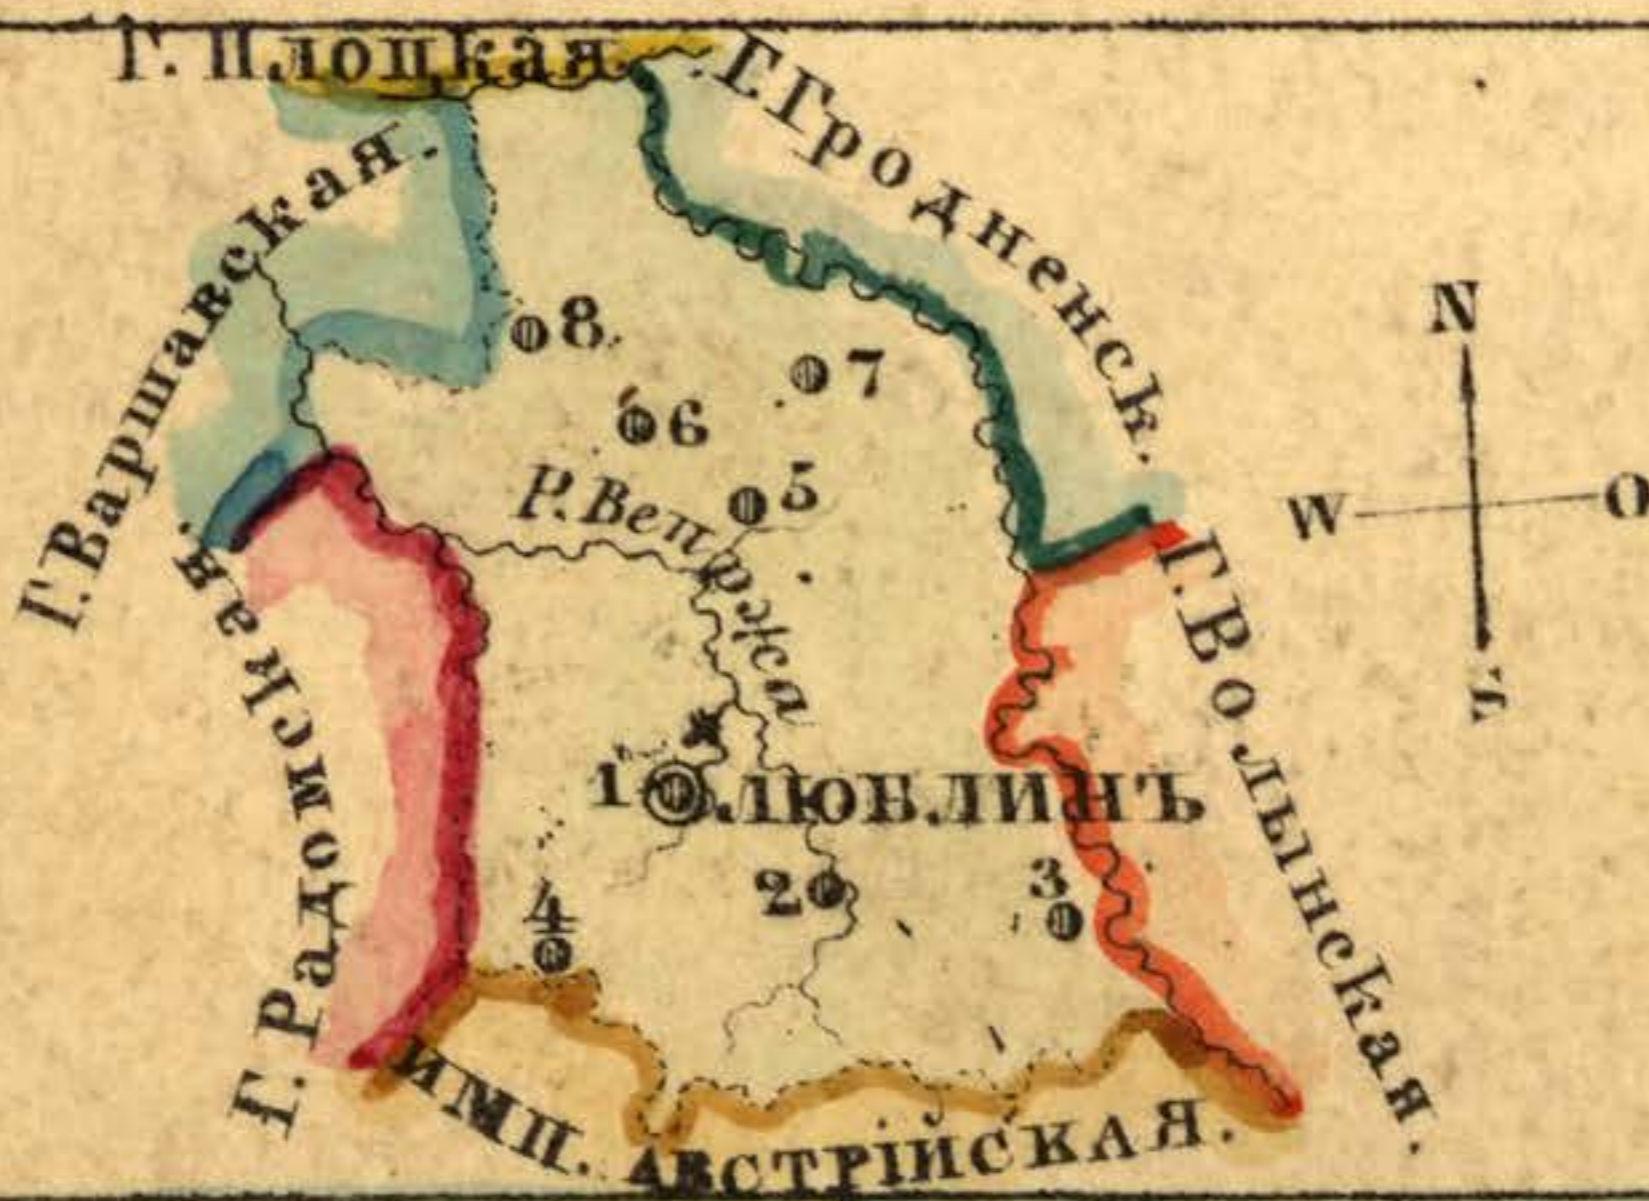 Г. Плоцкая
Г. Гродненск.
Г. Варшавская.
N
8
7
6
W
O
Р. Вепржа
5
Г. Радомская.
Г. Волынская.
1 ЛЮБЛИНЪ
2
3
4
ИМП. АВСТРІЙСКАЯ.